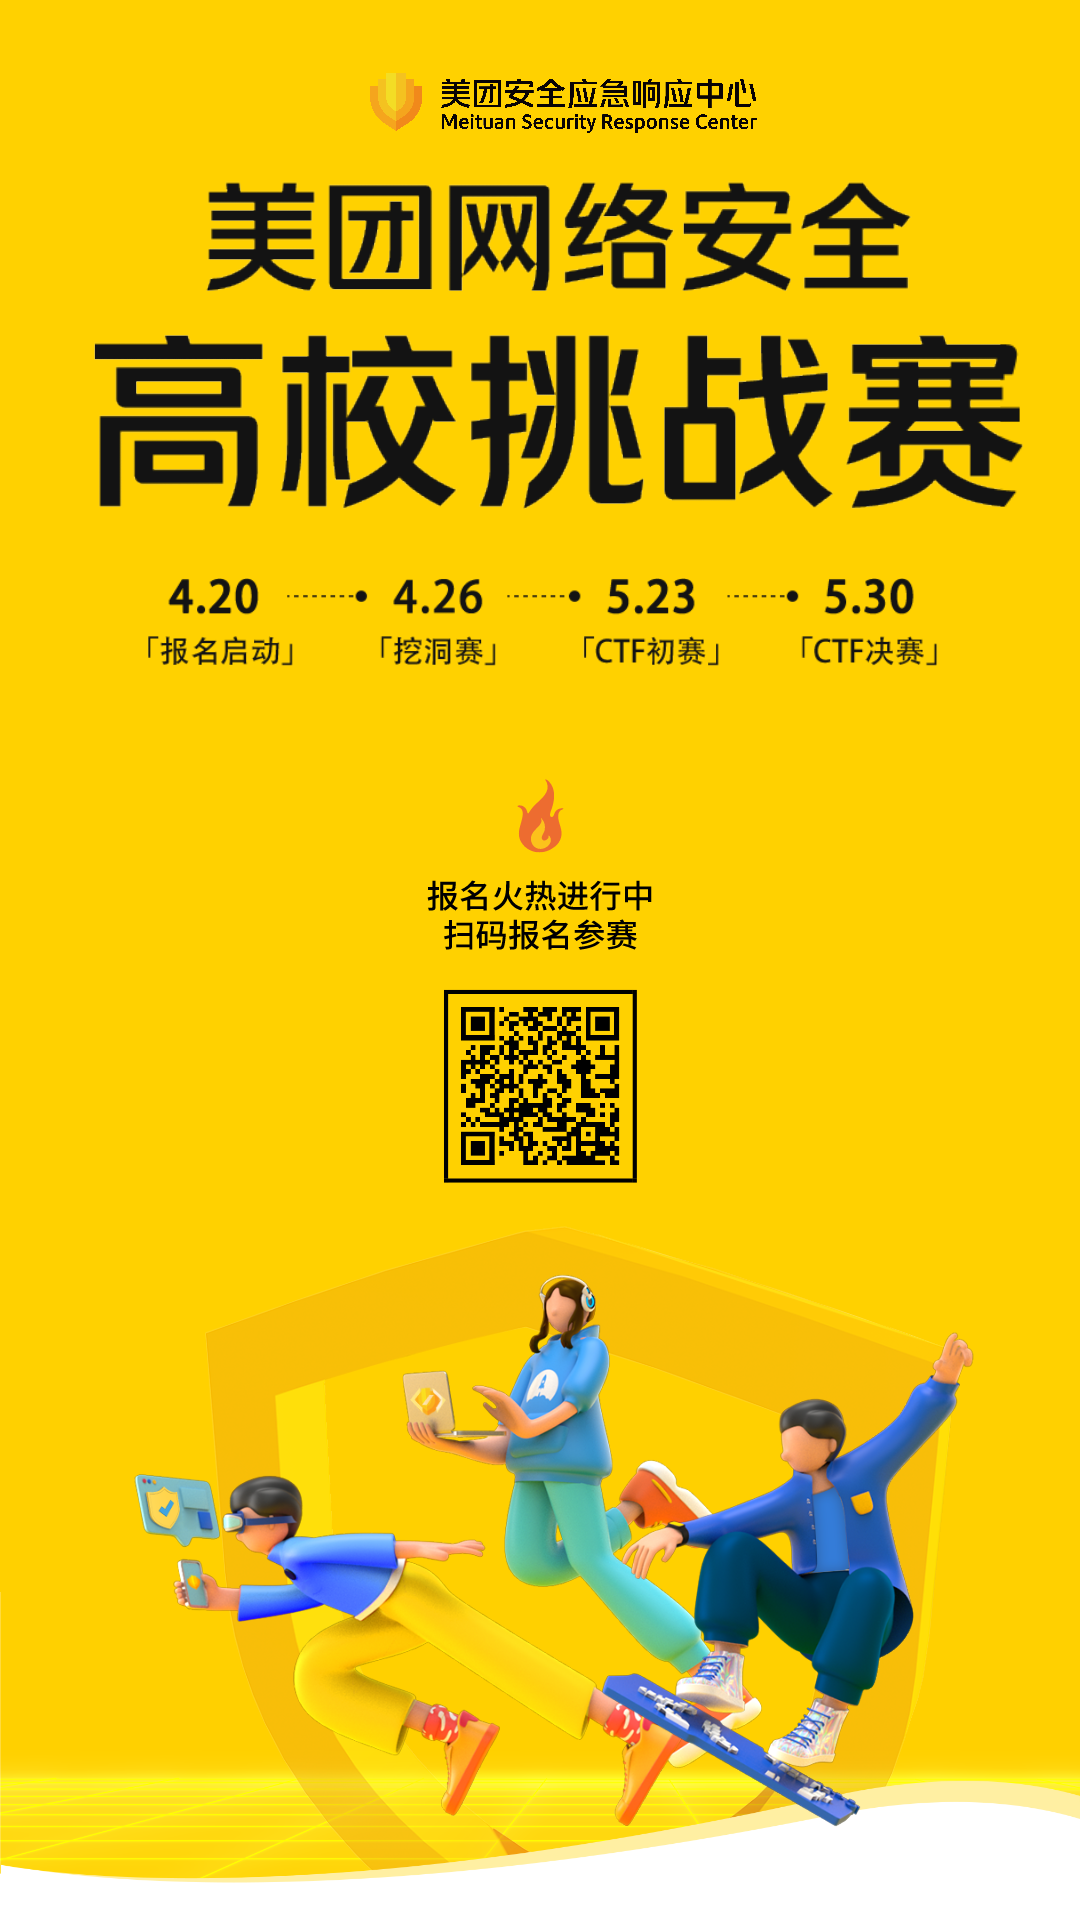 美团安全应急响应中心
Meituan Security Response Center
美团网络安全
高校挑战赛
4.20 4.26 5.23 5.30
「报名启动」 「挖洞赛」 「CTF初赛」 「CTF决赛」
报名火热进行中
扫码报名参赛